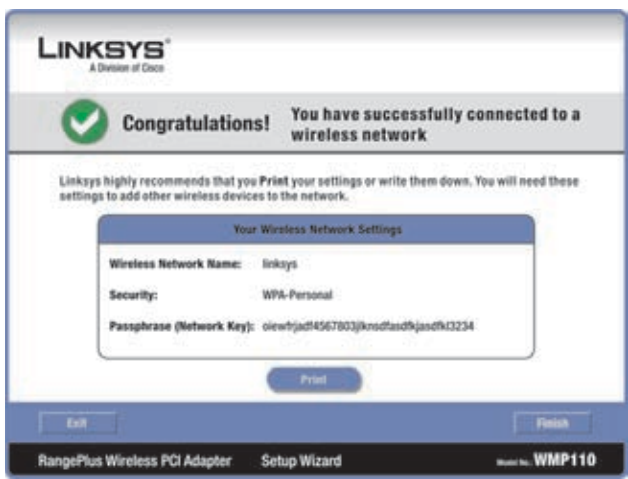 LINKSYS®
A Division of Cisco
Congratulations!
You have successfully connected to a
wireless network
Linksys highly recommends that you Print your settings or write them down. You will need these
settings to add other wireless devices to the network.
Your Wireless Network Settings
Wireless Network Name: linksys
Security: WPA-Personal
Passphrase (Network Key):
Print
Exit
Finish
RangePlus Wireless PCI Adapter Setup Wizard Model No. WMP110